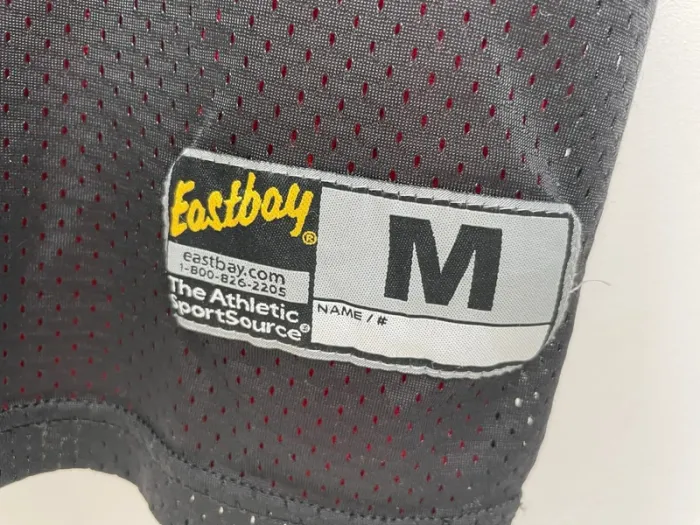 Eastbay®
eastbay.com
1-800-826-2205
The Athletic
SportSource®
M
NAME / #